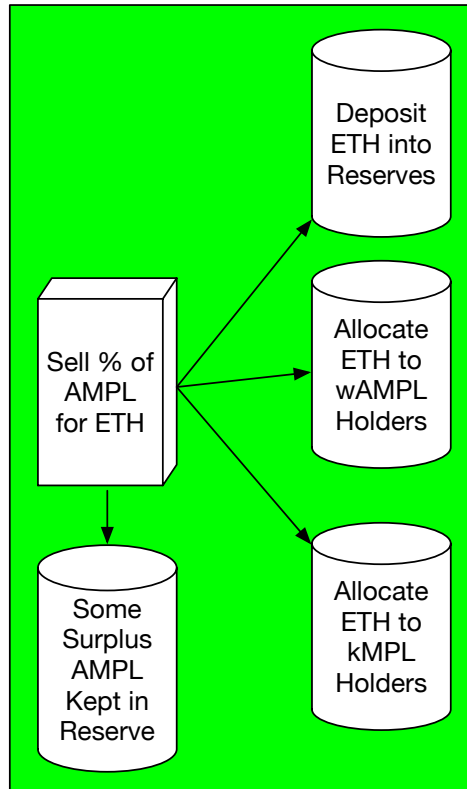 Deposit
ETH into
Reserves
Sell % of
AMPL
for ETH
Allocate
ETH to
wAMPL
Holders
Some
Surplus
AMPL
Kept in
Reserve
Allocate
ETH to
kMPL
Holders